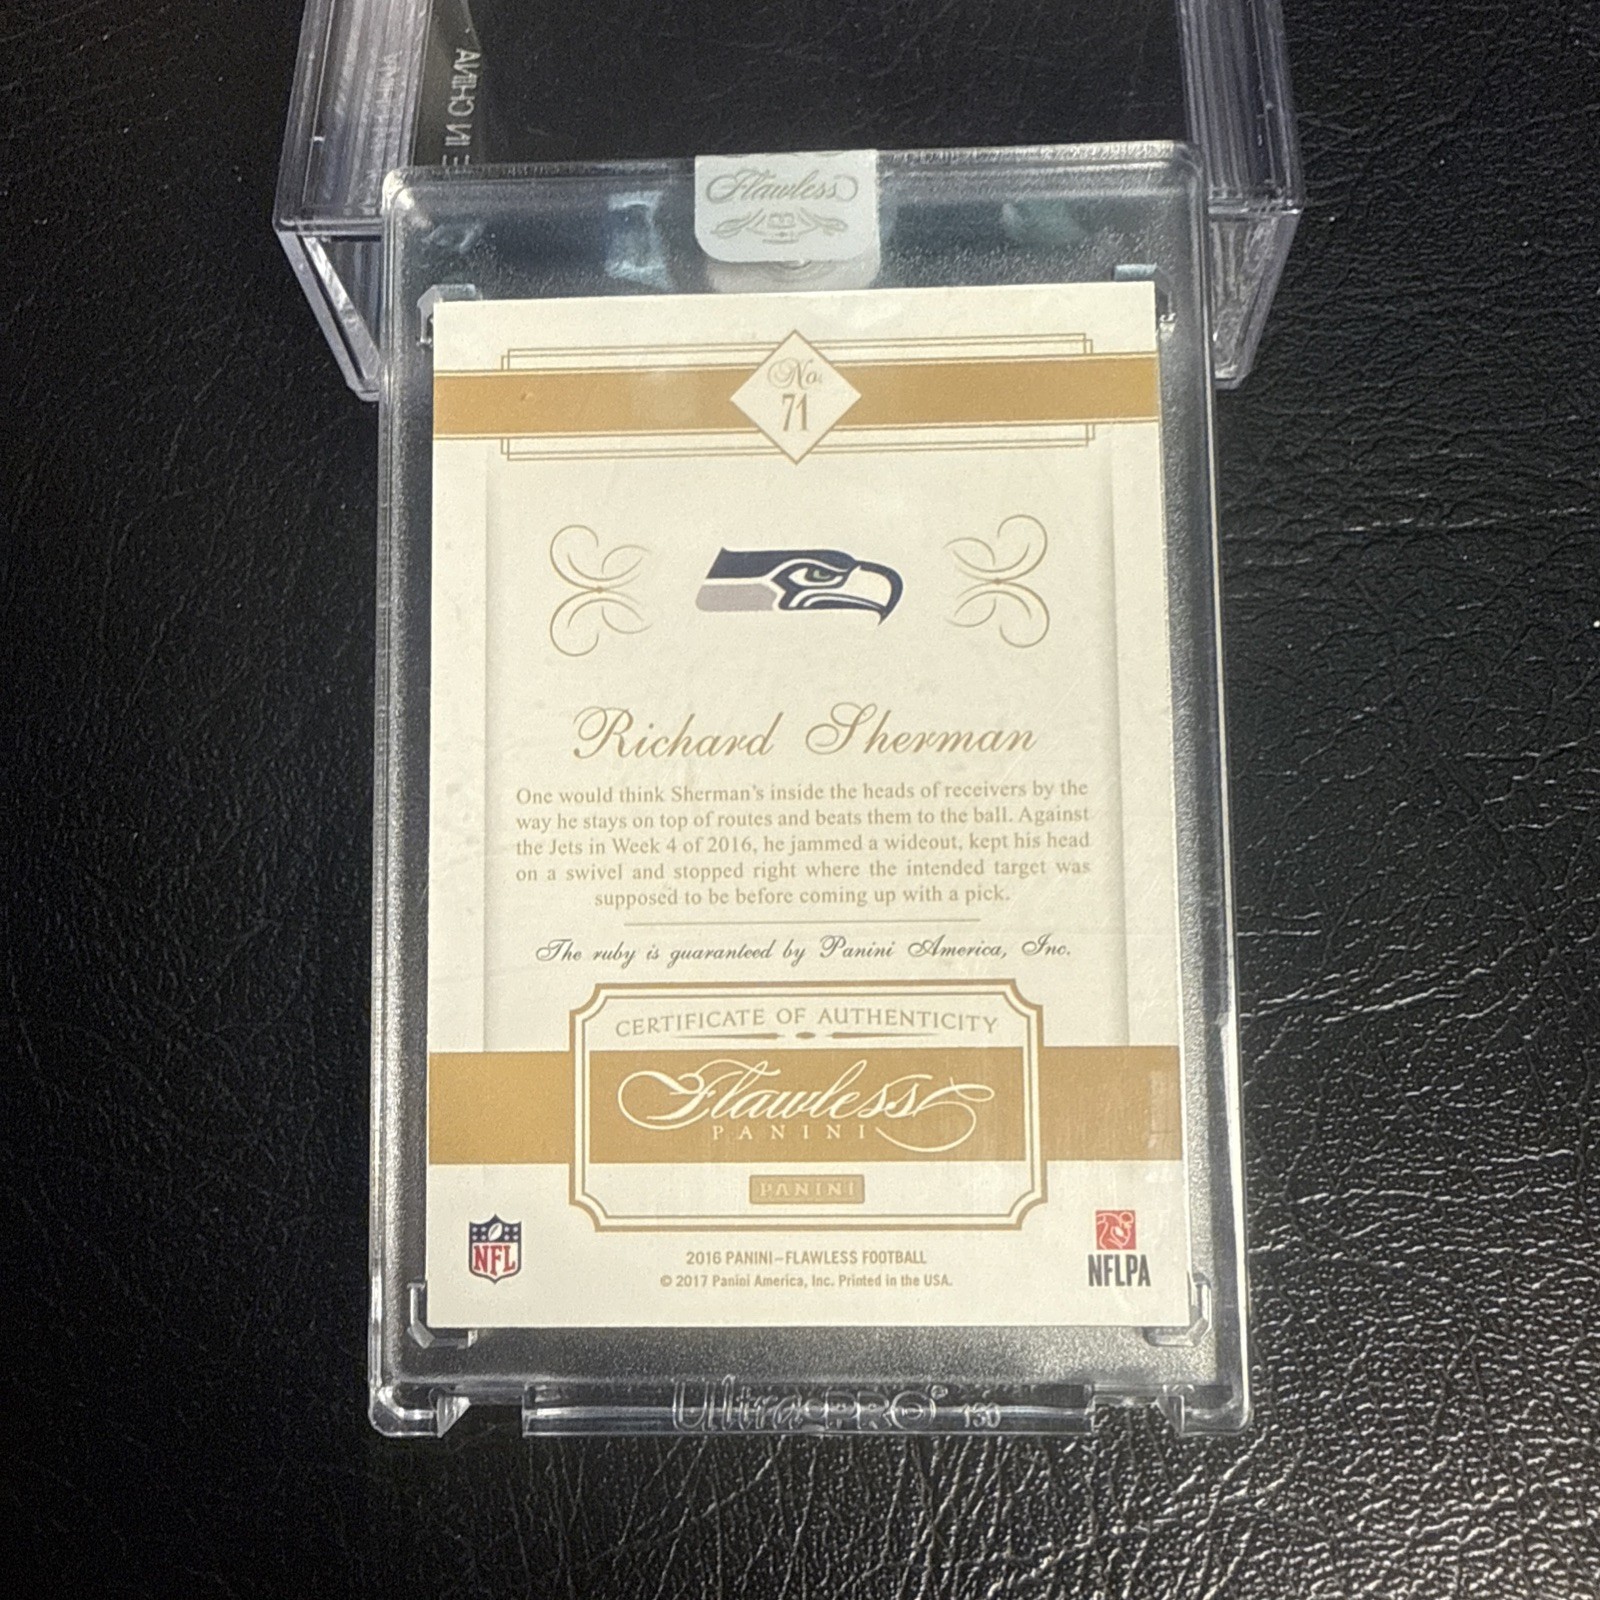 E IN CHINA
Flawless
No.
71
Richard Sherman
One would think Sherman's inside the heads of receivers by the
way he stays on top of routes and beats them to the ball. Against
the Jets in Week 4 of 2016, he jammed a wideout, kept his head
on a swivel and stopped right where the intended target was
supposed to be before coming up with a pick.
The ruby is guaranteed by Panini America, Inc.
CERTIFICATE OF AUTHENTICITY
Flawless
PANINI
PANINI
NFL
NFLPA
2016 PANINI–FLAWLESS FOOTBALL
© 2017 Panini America, Inc. Printed in the USA.
Ultra PRO®